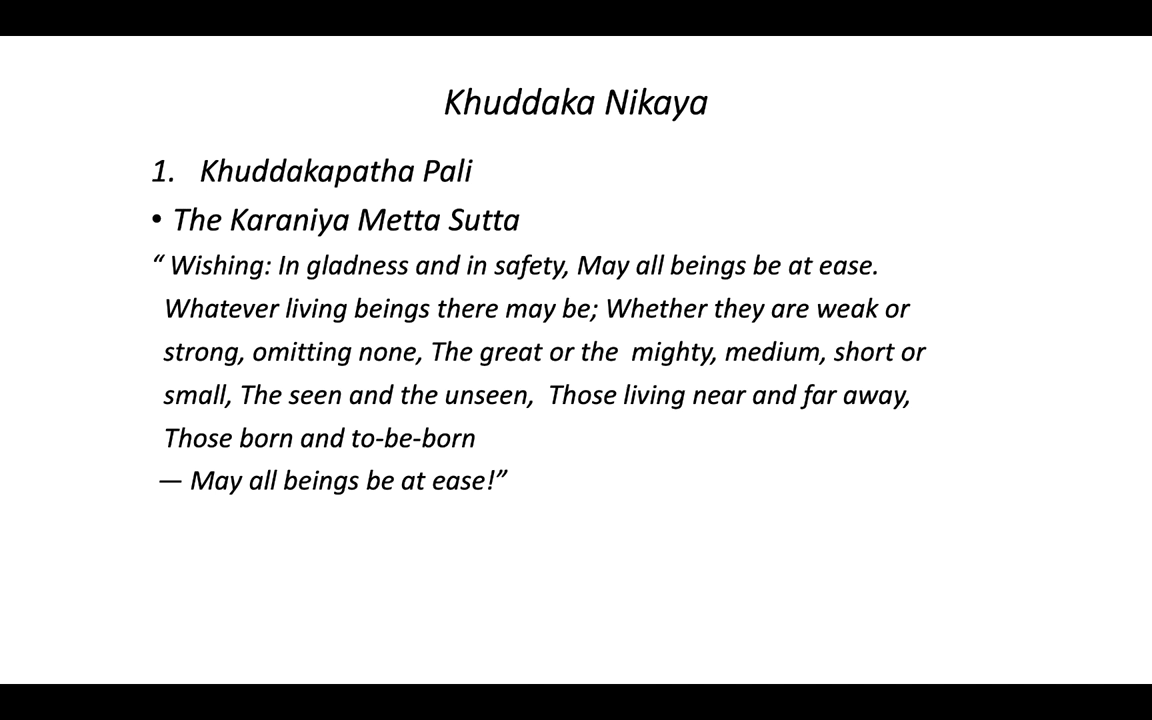 Khuddaka Nikaya
1. Khuddakapatha Pali
• The Karaniya Metta Sutta
“ Wishing: In gladness and in safety, May all beings be at ease.
Whatever living beings there may be; Whether they are weak or
strong, omitting none, The great or the  mighty, medium, short or
small, The seen and the unseen,  Those living near and far away,
Those born and to-be-born
— May all beings be at ease!”